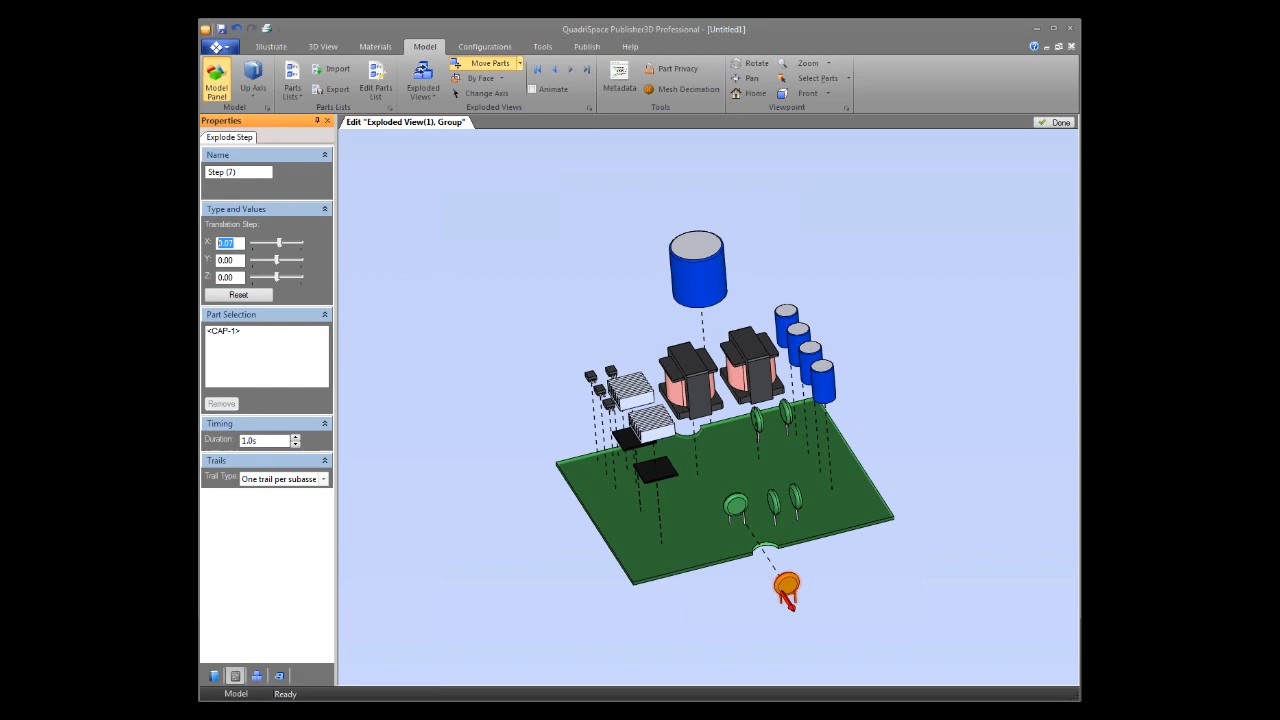 QuadriSpace Publisher3D Professional - [Untitled1]
Illustrate 3D View Materials Model Configurations Tools Publish Help
Model Panel
Up Axis
Model
Parts Lists
Import
Export
Edit Parts List
Parts Lists
Exploded Views
Move Parts
By Face
Change Axis
Animate
Exploded Views
Metadata
Part Privacy
Mesh Decimation
Tools
Rotate
Pan
Home
Zoom
Select Parts
Front
Viewpoint
Properties
Edit "Exploded View(1), Group"
Done
Explode Step
Name
Step (7)
Type and Values
Translation Step:
X: 0.07
Y: 0.00
Z: 0.00
Reset
Part Selection
<CAP-1>
Remove
Timing
Duration: 1.0s
Trails
Trail Type One trail per subasse
Model Ready